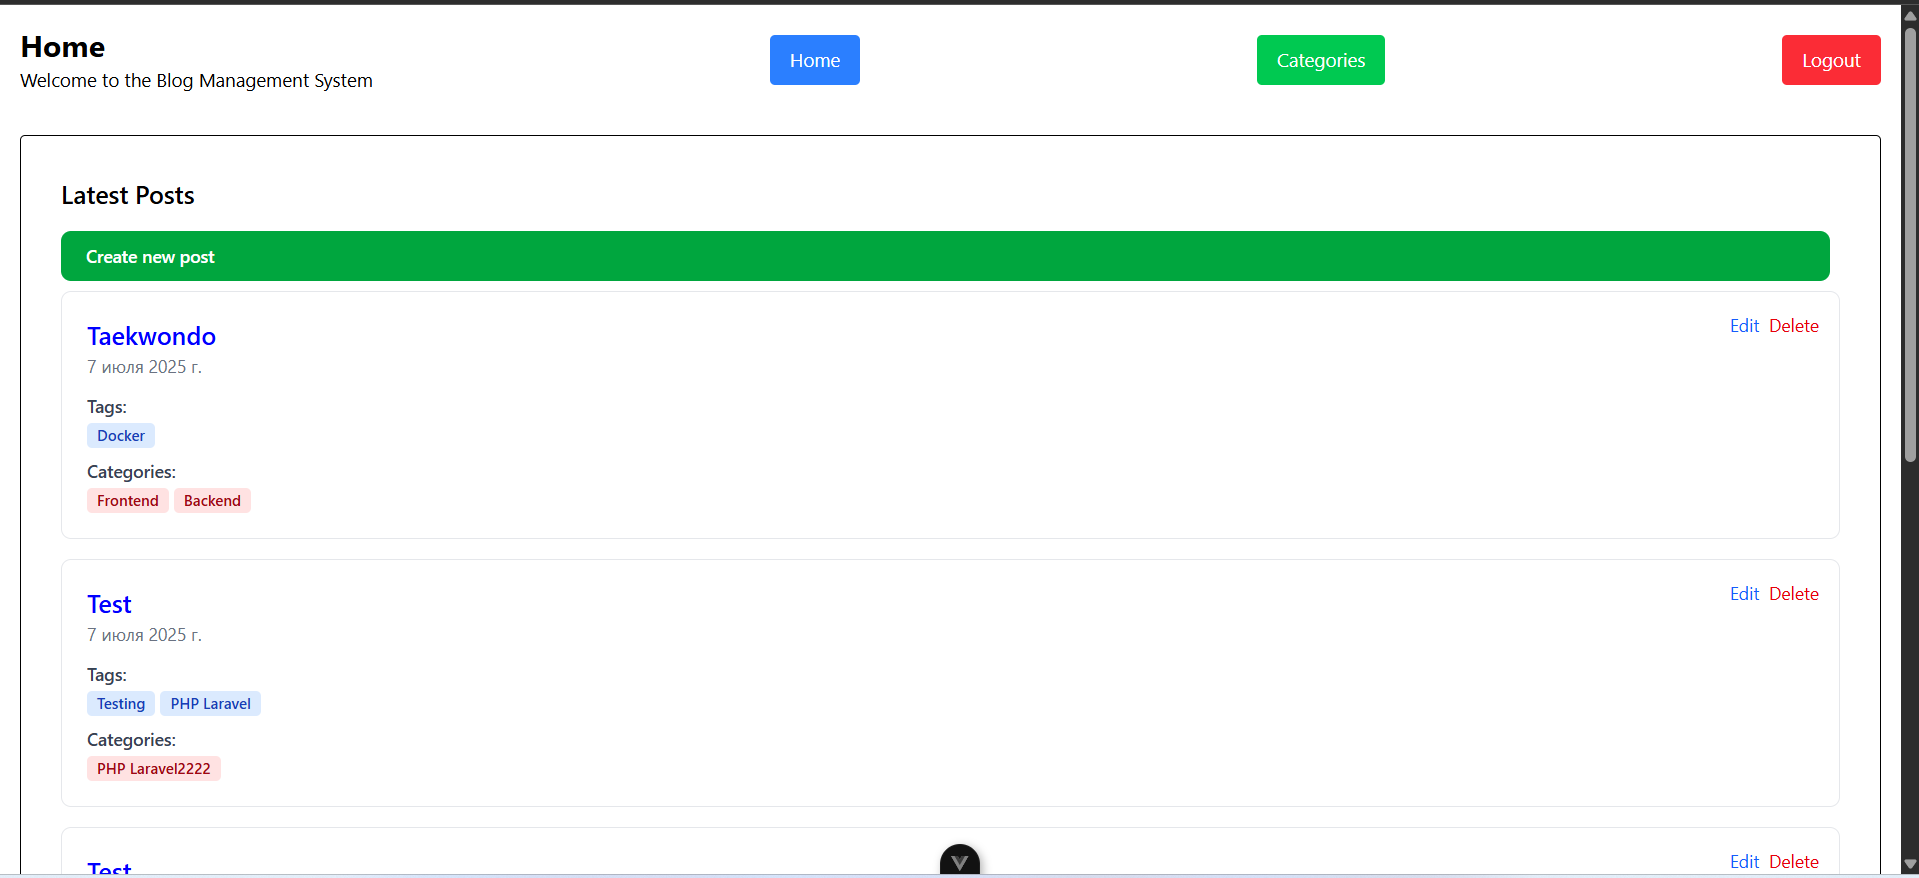 Home
Welcome to the Blog Management System
Home
Categories
Logout
Latest Posts
Create new post
Taekwondo
Edit Delete
7 июля 2025 г.
Tags:
Docker
Categories:
Frontend Backend
Test
Edit Delete
7 июля 2025 г.
Tags:
Testing PHP Laravel
Categories:
PHP Laravel2222
Test
Edit Delete